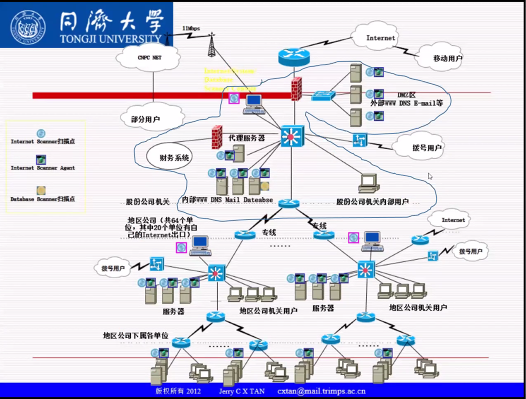 同濟大學
TONGJI UNIVERSITY
11Mbps
CNPC NET
Internet
移动用户
DMZ区
外部WWW DNS E-mail等
部分用户
代理服务器
拨号用户
Internet Scanner扫描点
Internet Scanner Agent
Database Scanner扫描点
财务系统
股份公司机关
内部WWW DNS Mail Datebase
股份公司机关内部用户
地区公司（共64个单
位，其中20个单位有自
己的Internet出口）
专线
专线
......
Internet
拨号用户
拨号用户
服务器
地区公司机关用户
服务器
地区公司机关用户
地区公司下属各单位
......
......
版权所有 2012 Jerry C X TAN cxtan@mail.trimps.ac.cn